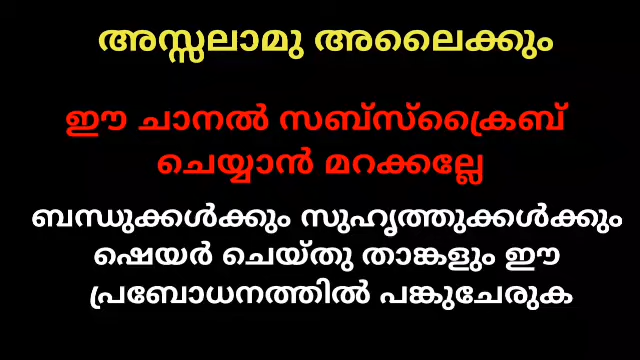 അസ്സലാമു അലൈക്കും
ഈ ചാനൽ സബ്സ്ക്രൈബ്
ചെയ്യാൻ മറക്കല്ലേ
ബന്ധുക്കൾക്കും സുഹൃത്തുക്കൾക്കും
ഷെയർ ചെയ്തു താങ്കളും ഈ
പ്രബോധനത്തിൽ പങ്കുചേരുക